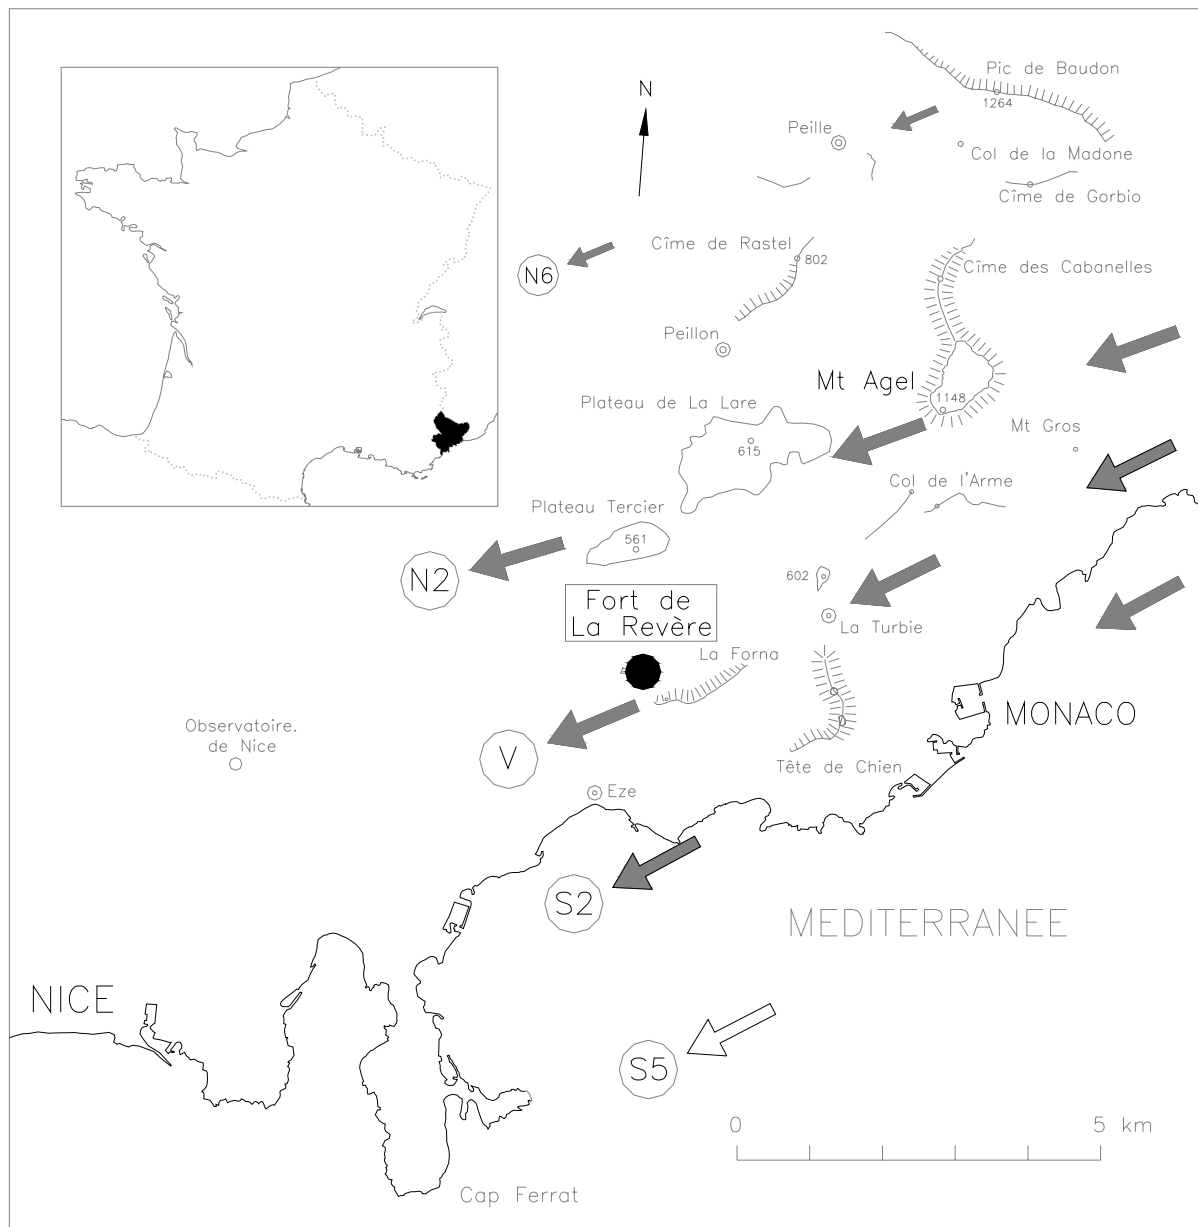 Pic de Baudon
1264
N
Peille
Col de la Madone
Cîme de Gorbio
Cîme de Rastel
802
N6
Cîme des Cabanelles
Peillon
Mt Agel
1148
Plateau de La Lare
615
Mt Gros
Col de l'Arme
Plateau Tercier
561
N2
602
Fort de
La Revère
La Turbie
La Forna
MONACO
Observatoire.
de Nice
V
Tête de Chien
Eze
S2
MEDITERRANEE
NICE
S5
0
5 km
Cap Ferrat